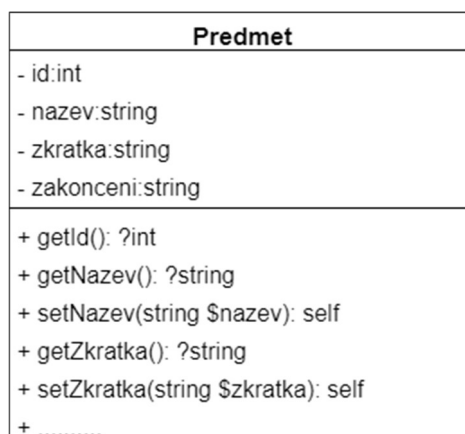 Predmet
- id:int
- nazev:string
- zkratka:string
- zakonceni:string
+ getId(): ?int
+ getNazev(): ?string
+ setNazev(string $nazev): self
+ getZkratka(): ?string
+ setZkratka(string $zkratka): self
+ ...........